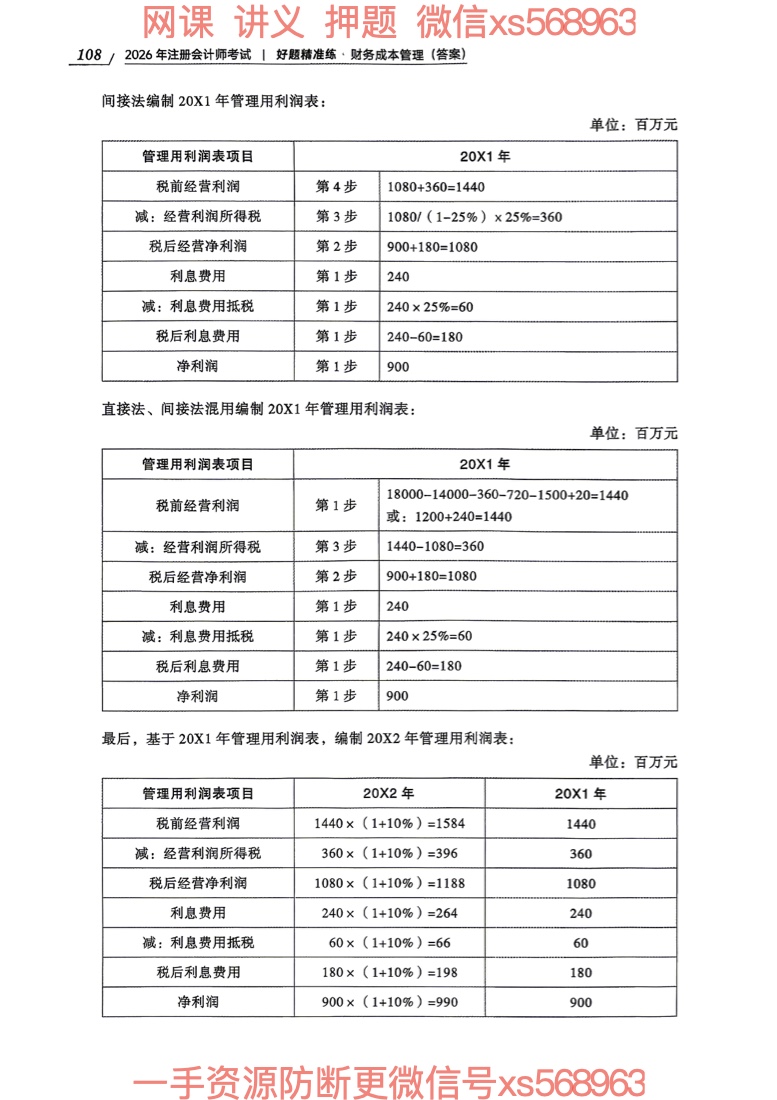 网课 讲义 押题 微信xs568963
108 / 2026年注册会计师考试 | 好题精准练·财务成本管理（答案）
间接法编制20X1年管理用利润表：
单位：百万元
管理用利润表项目 20X1年
税前经营利润 第4步 1080+360=1440
减：经营利润所得税 第3步 1080/（1-25%）×25%=360
税后经营净利润 第2步 900+180=1080
利息费用 第1步 240
减：利息费用抵税 第1步 240×25%=60
税后利息费用 第1步 240-60=180
净利润 第1步 900
直接法、间接法混用编制20X1年管理用利润表：
单位：百万元
管理用利润表项目 20X1年
税前经营利润 第1步 18000-14000-360-720-1500+20=1440
或：1200+240=1440
减：经营利润所得税 第3步 1440-1080=360
税后经营净利润 第2步 900+180=1080
利息费用 第1步 240
减：利息费用抵税 第1步 240×25%=60
税后利息费用 第1步 240-60=180
净利润 第1步 900
最后，基于20X1年管理用利润表，编制20X2年管理用利润表：
单位：百万元
管理用利润表项目 20X2年 20X1年
税前经营利润 1440×（1+10%）=1584 1440
减：经营利润所得税 360×（1+10%）=396 360
税后经营净利润 1080×（1+10%）=1188 1080
利息费用 240×（1+10%）=264 240
减：利息费用抵税 60×（1+10%）=66 60
税后利息费用 180×（1+10%）=198 180
净利润 900×（1+10%）=990 900
一手资源防断更微信号xs568963